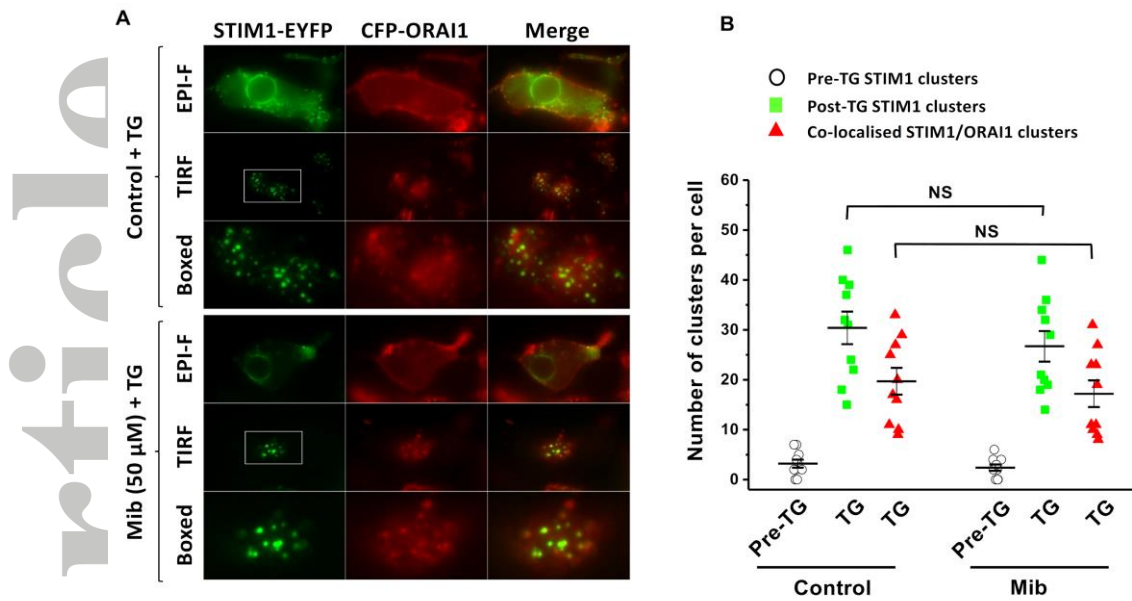 rticle
A
STIM1-EYFP CFP-ORAI1 Merge
Control + TG
EPI-F
TIRF
Boxed
Mib (50 µM) + TG
EPI-F
TIRF
Boxed
B
Pre-TG STIM1 clusters
Post-TG STIM1 clusters
Co-localised STIM1/ORAI1 clusters
Number of clusters per cell
60
50
40
30
20
10
0
NS
NS
Pre-TG TG TG Pre-TG TG TG
Control Mib